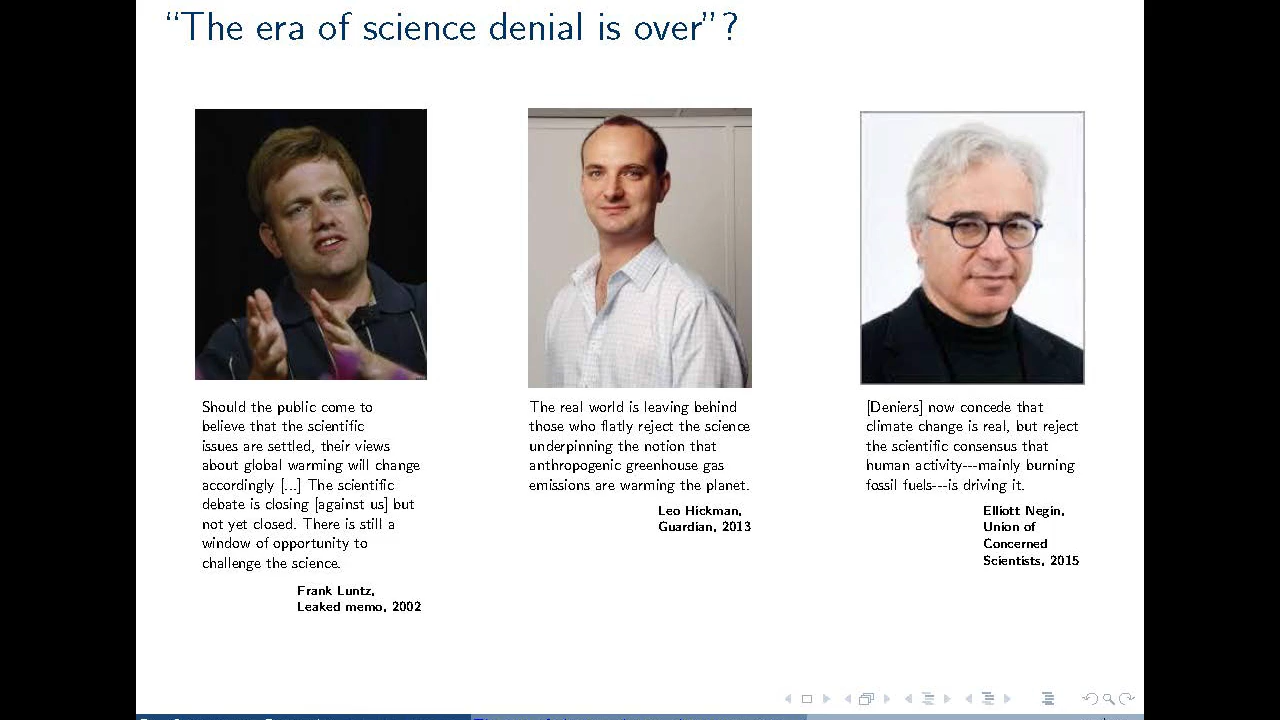 “The era of science denial is over”?
Should the public come to
believe that the scientific
issues are settled, their views
about global warming will change
accordingly [...] The scientific
debate is closing [against us] but
not yet closed. There is still a
window of opportunity to
challenge the science.
Frank Luntz,
Leaked memo, 2002
The real world is leaving behind
those who flatly reject the science
underpinning the notion that
anthropogenic greenhouse gas
emissions are warming the planet.
Leo Hickman,
Guardian, 2013
[Deniers] now concede that
climate change is real, but reject
the scientific consensus that
human activity---mainly burning
fossil fuels---is driving it.
Elliott Negin,
Union of
Concerned
Scientists, 2015